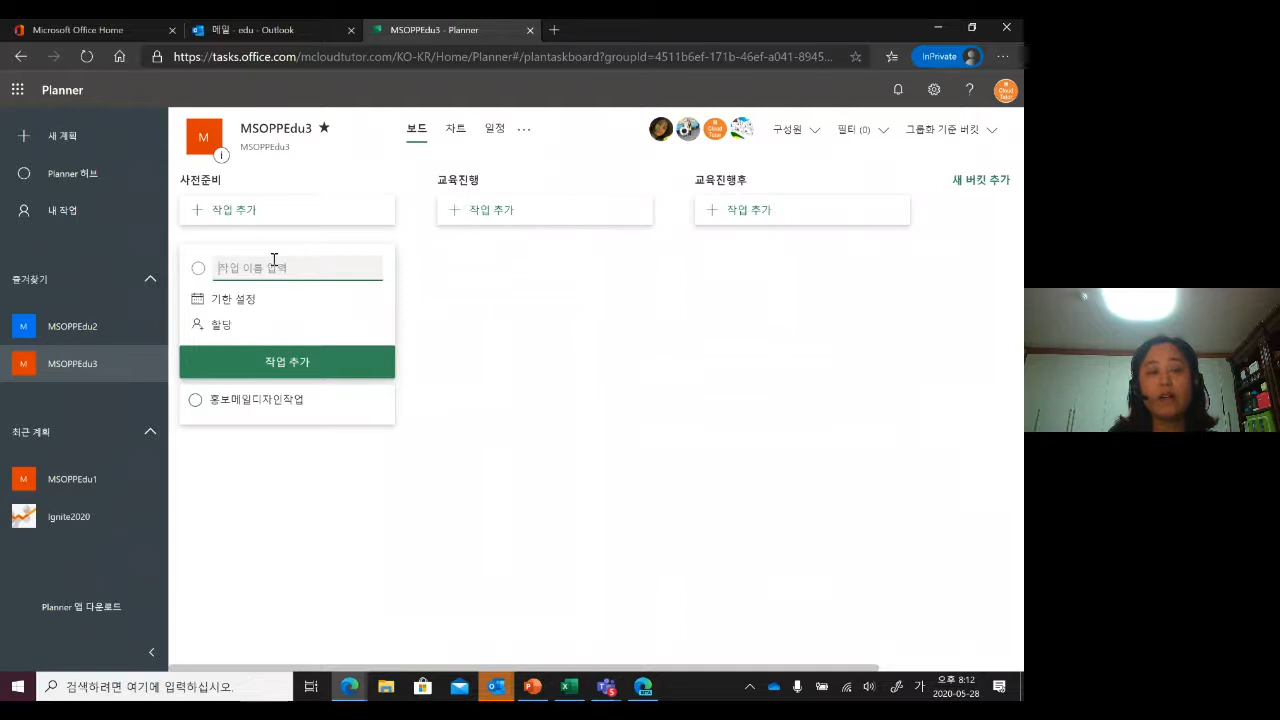 Microsoft Office Home
메일 - edu - Outlook
MSOPPEdu3 - Planner
https://tasks.office.com/mcloudtutor.com/KO-KR/Home/Planner#/plantaskboard?groupId=4511b6ef-171b-46ef-a041-8945...
InPrivate
Planner
Cloud Tutor
새 계획
Planner 허브
내 작업
즐겨찾기
M
MSOPPEdu2
M
MSOPPEdu3
최근 계획
M
MSOPPEdu1
Ignite2020
Planner 앱 다운로드
M
MSOPPEdu3
MSOPPEdu3
보드
차트
일정
Cloud Tutor
구성원
필터 (0)
그룹화 기준 버킷
사전준비
교육진행
교육진행후
새 버킷 추가
작업 추가
작업 추가
작업 추가
작업 이름 입력
기한 설정
할당
작업 추가
홍보메일디자인작업
검색하려면 여기에 입력하십시오.
가
오후 8:12
2020-05-28